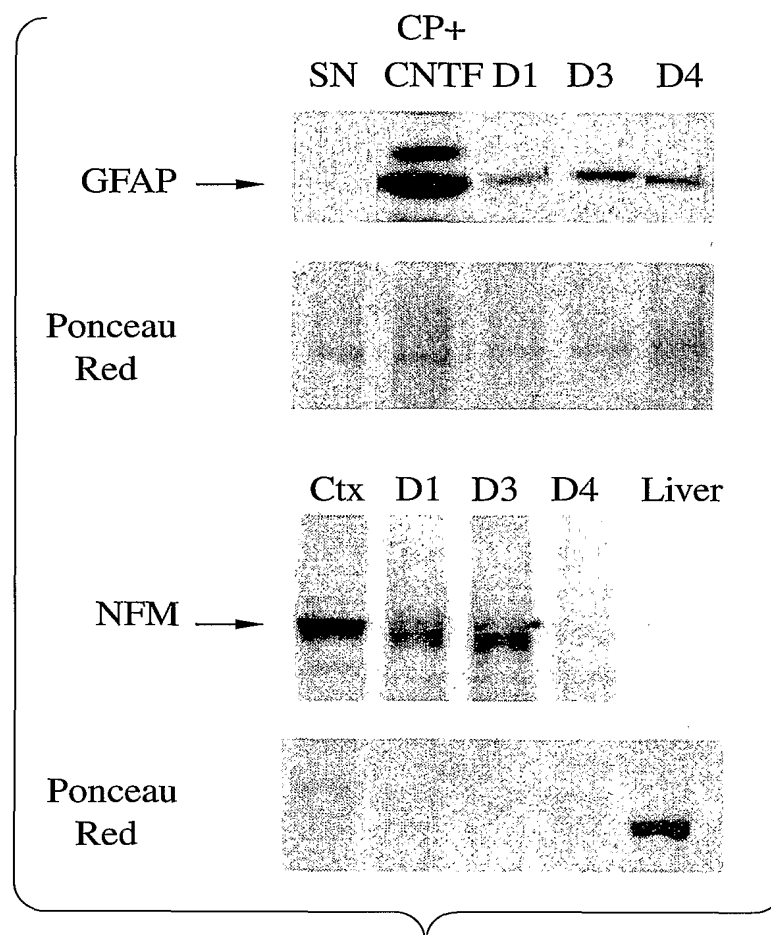 CP+
SN CNTF D1 D3 D4
GFAP
Ponceau
Red
Ctx D1 D3 D4 Liver
NFM
Ponceau
Red